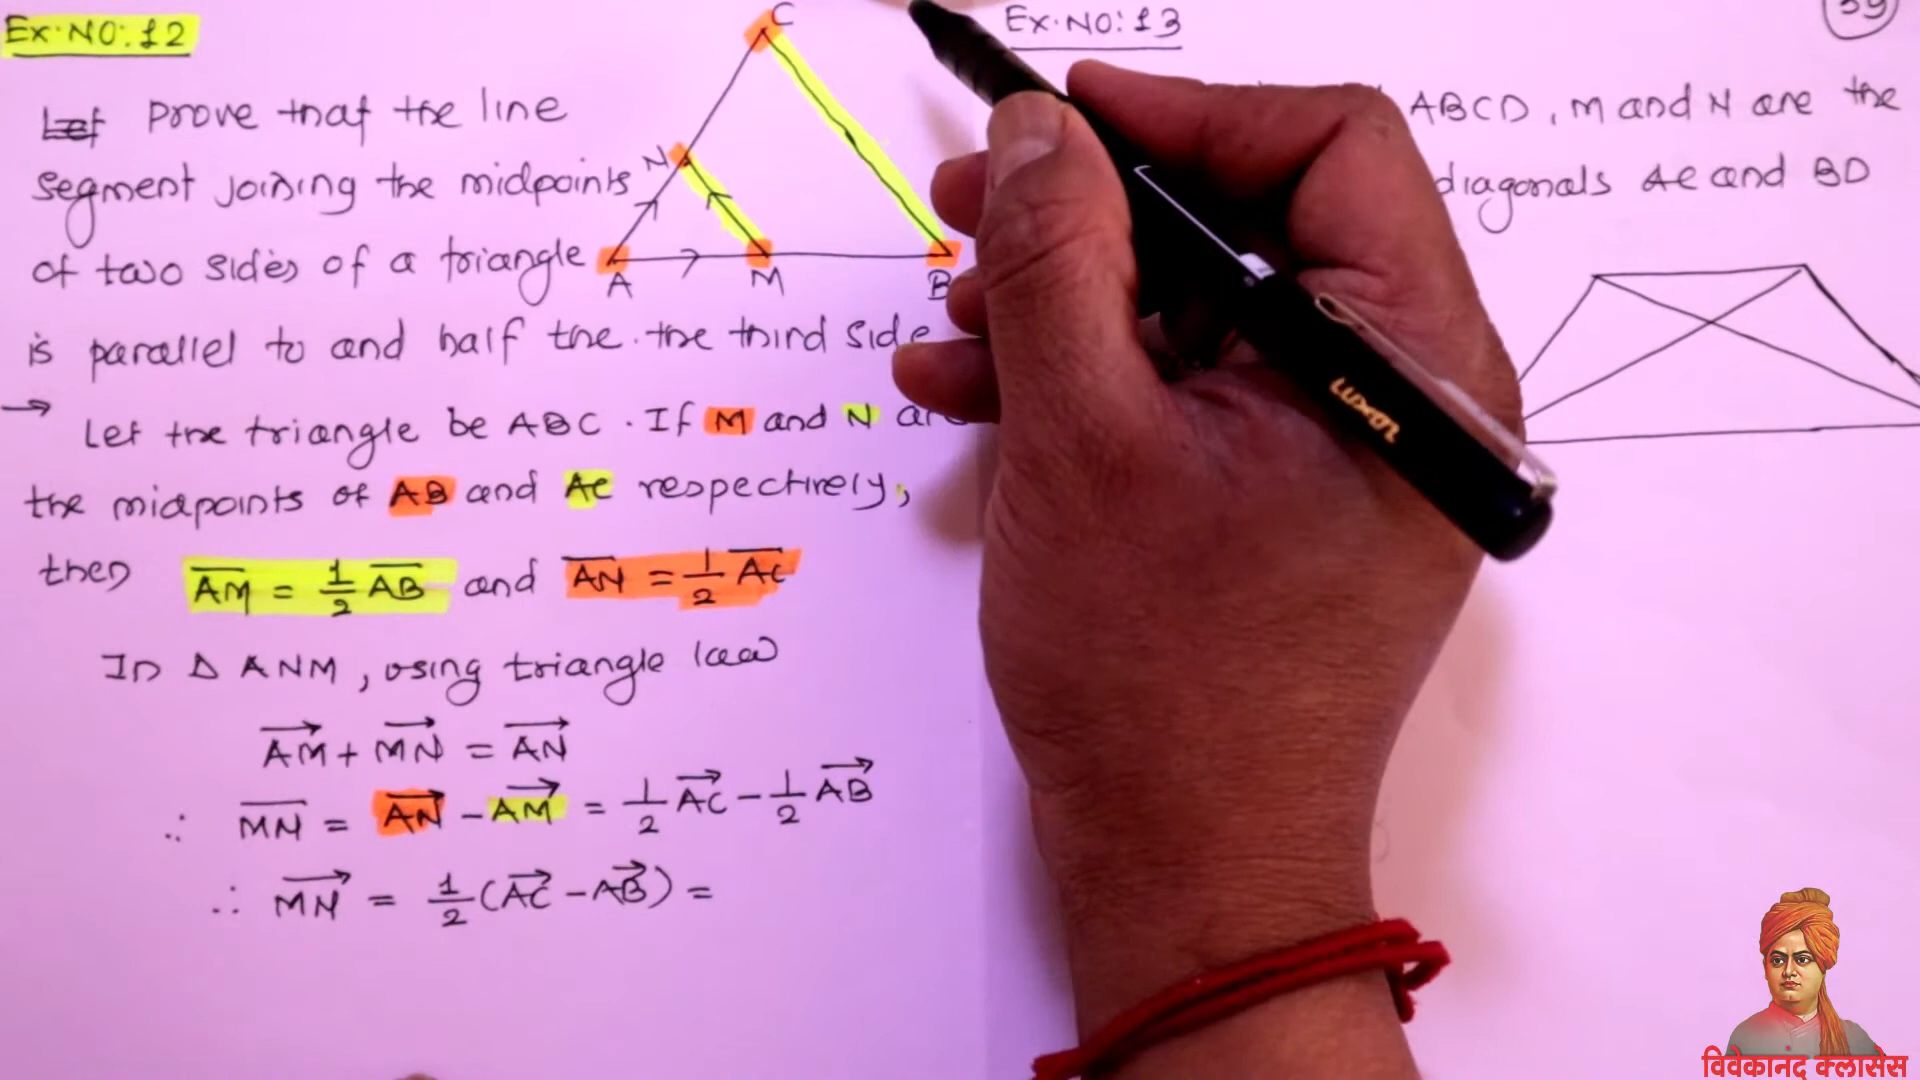 Ex.NO:12
Prove that the line
segment joining the midpoints
of two sides of a triangle
is parallel to and half the . the third side
→ Let the triangle be ABC . If M and N are
the midpoints of AB and AC respectively,
then AM = 1/2 AB and AN = 1/2 AC
In Δ ANM, using triangle law
AM + MN = AN
∴ MN = AN - AM = 1/2 AC - 1/2 AB
∴ MN = 1/2 (AC - AB) =
C
N
A
M
B
Ex.NO:13
39
ABCD, M and N are the
diagonals AC and BD
Luxor
विवेकानंद क्लासेस